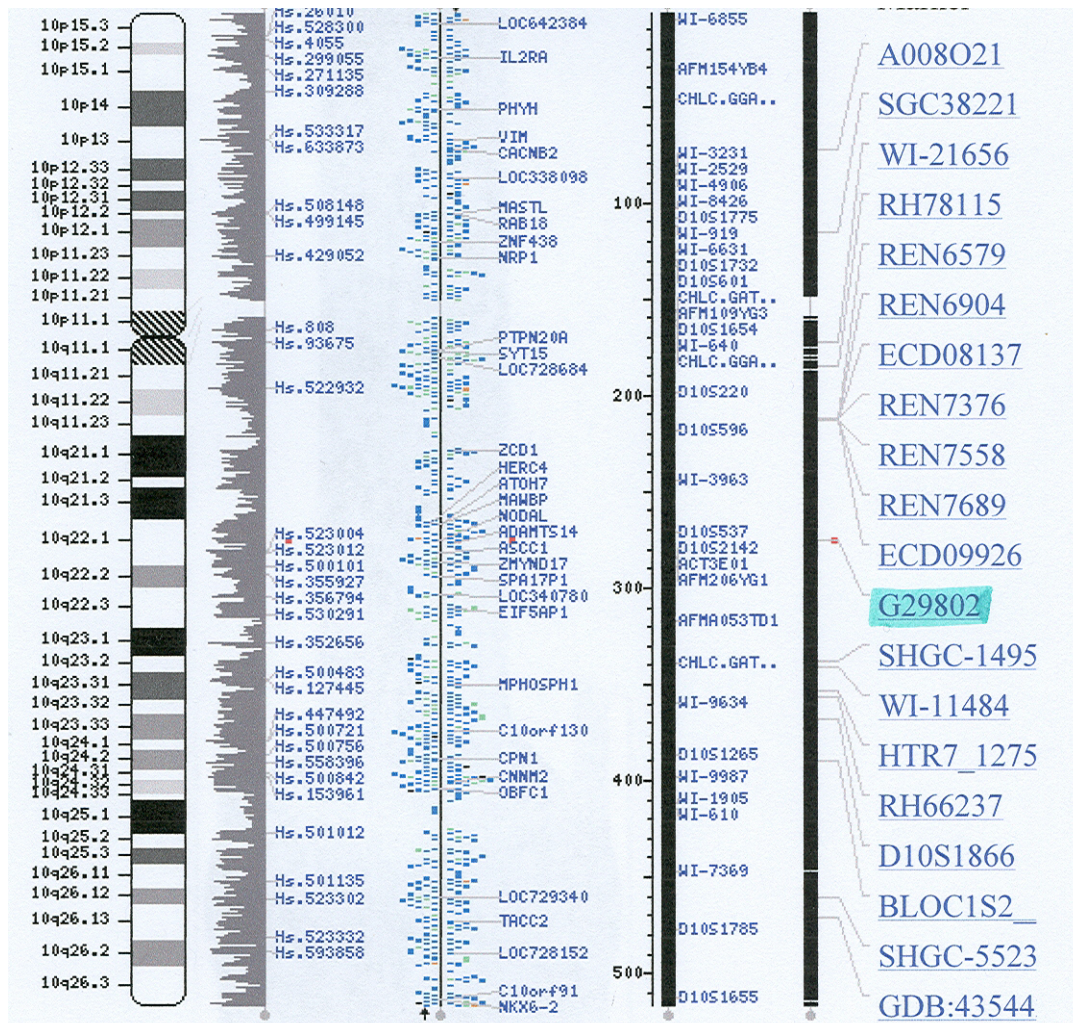 10p15.3
10p15.2
10p15.1
10p14
10p13
10p12.33
10p12.32
10p12.31
10p12.2
10p12.1
10p11.23
10p11.22
10p11.21
10p11.1
10q11.1
10q11.21
10q11.22
10q11.23
10q21.1
10q21.2
10q21.3
10q22.1
10q22.2
10q22.3
10q23.1
10q23.2
10q23.31
10q23.32
10q23.33
10q24.1
10q24.2
10q24.31
10q24.33
10q25.1
10q25.2
10q25.3
10q26.11
10q26.12
10q26.13
10q26.2
10q26.3
Hs.26010
Hs.528300
Hs.4055
Hs.299055
Hs.271135
Hs.309288
Hs.533317
Hs.633873
Hs.508148
Hs.499145
Hs.429052
Hs.808
Hs.93675
Hs.522932
Hs.523004
Hs.523012
Hs.500101
Hs.355927
Hs.356794
Hs.530291
Hs.352656
Hs.500483
Hs.127445
Hs.447492
Hs.500721
Hs.500756
Hs.558396
Hs.500842
Hs.153961
Hs.501012
Hs.501135
Hs.523302
Hs.523332
Hs.593858
LOC642384
IL2RA
PHYH
VIM
CACNB2
LOC338098
MASTL
RAB18
ZNF438
NRP1
PTPN20A
SYT15
LOC728684
ZCD1
HERC4
ATOH7
MAWBP
NODAL
ADAMTS14
ASCC1
ZMYND17
SPA17P1
LOC340780
EIF5AP1
MPHOSPH1
C10orf130
CPN1
CNNM2
OBFC1
LOC729340
TACC2
LOC728152
C10orf91
NKX6-2
100
200
300
400
500
WI-6855
AFM154YB4
CHLC.GGA..
WI-3231
WI-2529
WI-4906
WI-8426
D10S1775
WI-919
WI-6631
D10S1732
D10S601
CHLC.GAT..
AFM109YG3
D10S1654
WI-640
CHLC.GGA..
D10S220
D10S596
WI-3963
D10S537
D10S2142
ACT3E01
AFM206YG1
AFMA053TD1
CHLC.GAT..
WI-9634
D10S1265
WI-9987
WI-1905
WI-610
WI-7369
D10S1785
D10S1655
A008O21
SGC38221
WI-21656
RH78115
REN6579
REN6904
ECD08137
REN7376
REN7558
REN7689
ECD09926
G29802
SHGC-1495
WI-11484
HTR7_1275
RH66237
D10S1866
BLOC1S2_
SHGC-5523
GDB:43544